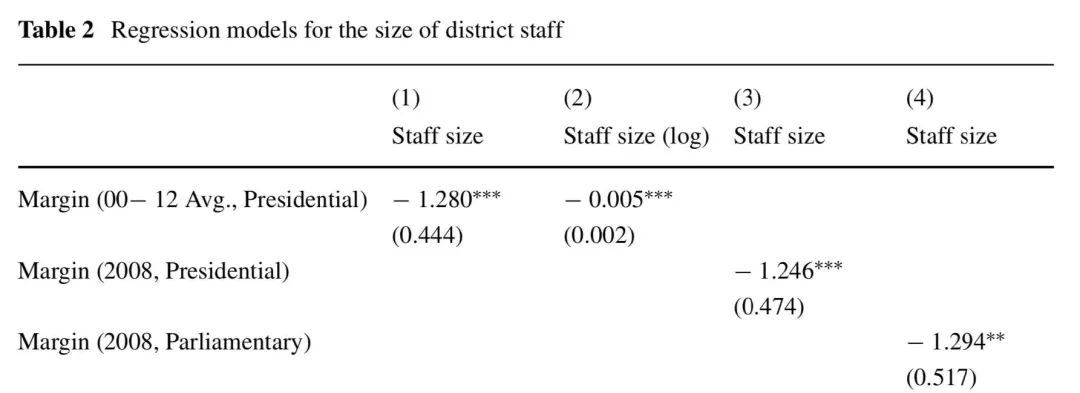 Table 2 Regression models for the size of district staff
(1) (2) (3) (4)
Staff size Staff size (log) Staff size Staff size
Margin (00− 12 Avg., Presidential) − 1.280*** − 0.005***
(0.444) (0.002)
Margin (2008, Presidential) − 1.246***
(0.474)
Margin (2008, Parliamentary) − 1.294**
(0.517)